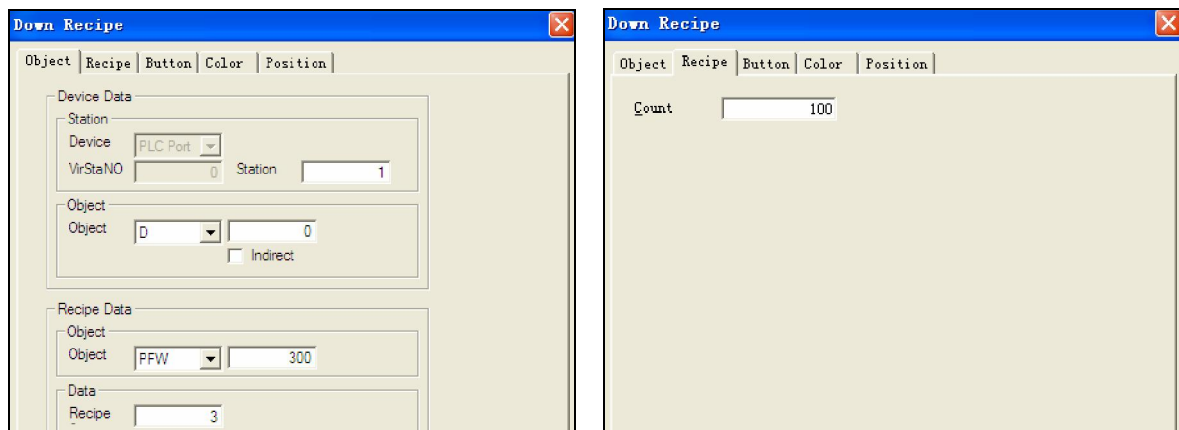 Down Recipe
Object Recipe Button Color Position
Device Data
Station
Device PLC Port
VirStaNO 0 Station 1
Object
Object D 0
Indirect
Recipe Data
Object
Object PFW 300
Data
Recipe 3
Down Recipe
Object Recipe Button Color Position
Count 100